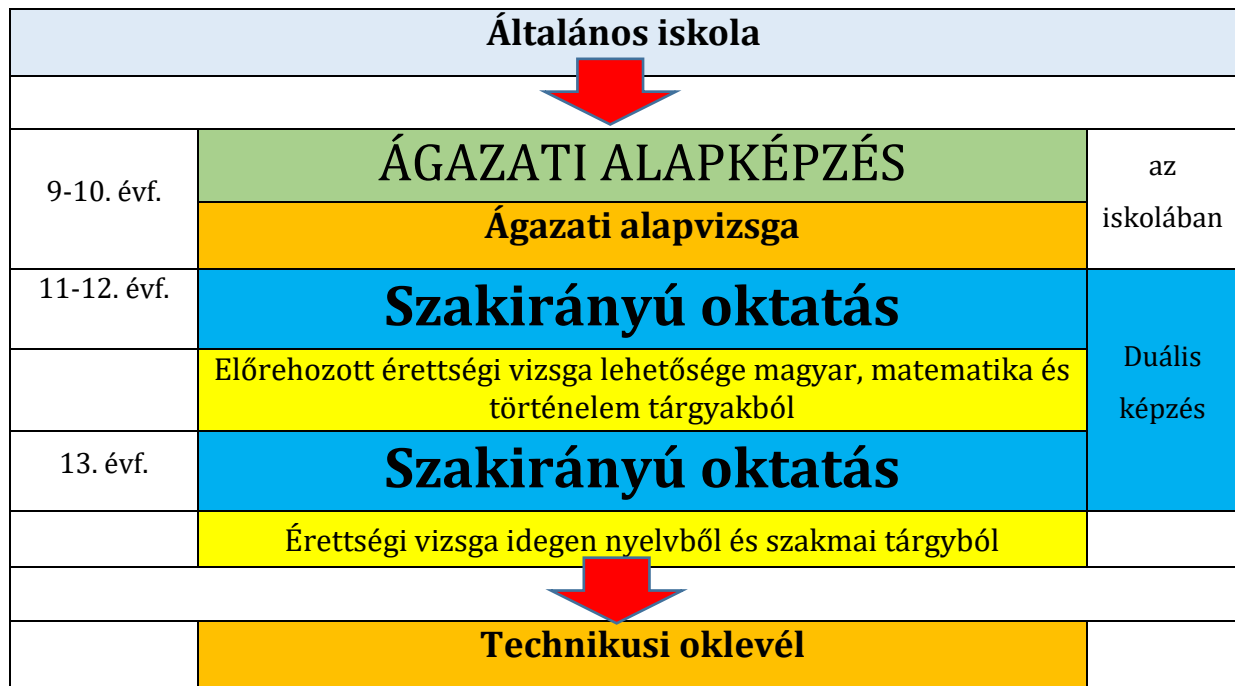 Általános iskola
9-10. évf.
ÁGAZATI ALAPKÉPZÉS
Ágazati alapvizsga
az
iskolában
11-12. évf.
Szakirányú oktatás
Előrehozott érettségi vizsga lehetősége magyar, matematika és
történelem tárgyakból
Duális
képzés
13. évf.
Szakirányú oktatás
Érettségi vizsga idegen nyelvből és szakmai tárgyból
Technikusi oklevél